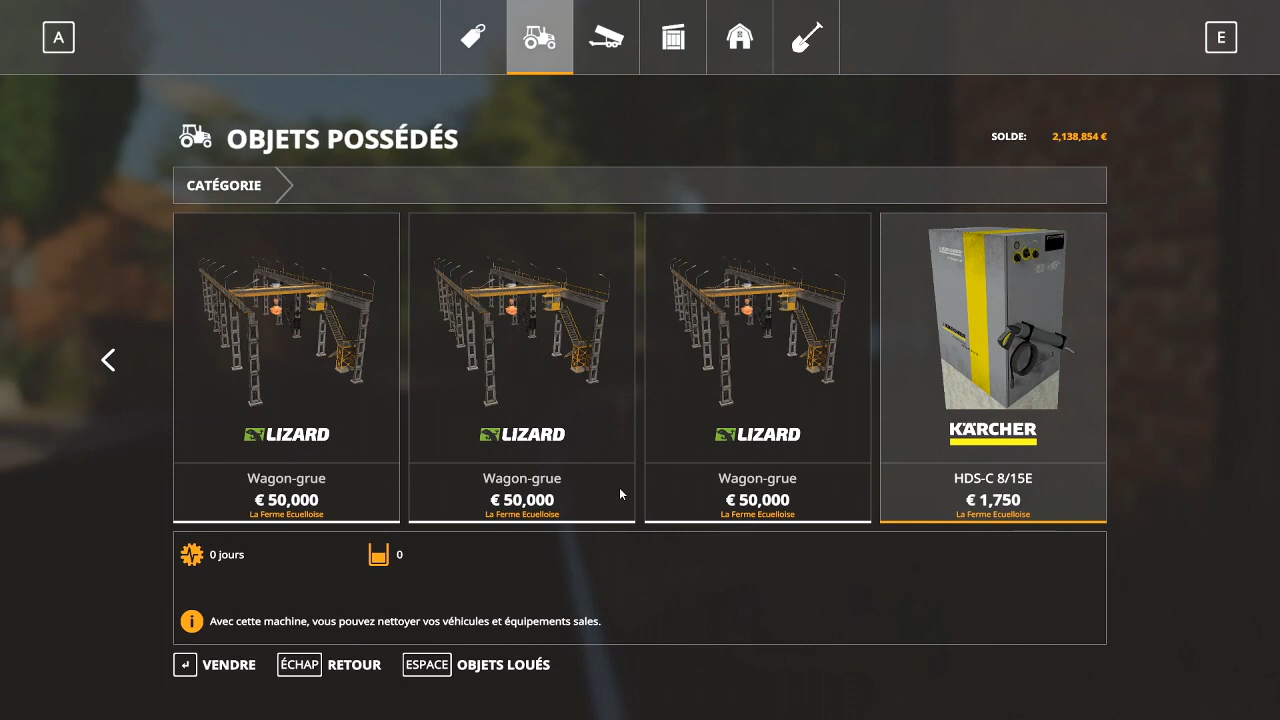 A
E
OBJETS POSSÉDÉS
SOLDE: 2,138,854 €
CATÉGORIE
LIZARD
Wagon-grue
€ 50,000
La Ferme Ecuelloise
LIZARD
Wagon-grue
€ 50,000
La Ferme Ecuelloise
LIZARD
Wagon-grue
€ 50,000
La Ferme Ecuelloise
KÄRCHER
HDS-C 8/15E
€ 1,750
La Ferme Ecuelloise
0 jours
0
Avec cette machine, vous pouvez nettoyer vos véhicules et équipements sales.
VENDRE ÉCHAP RETOUR ESPACE OBJETS LOUÉS